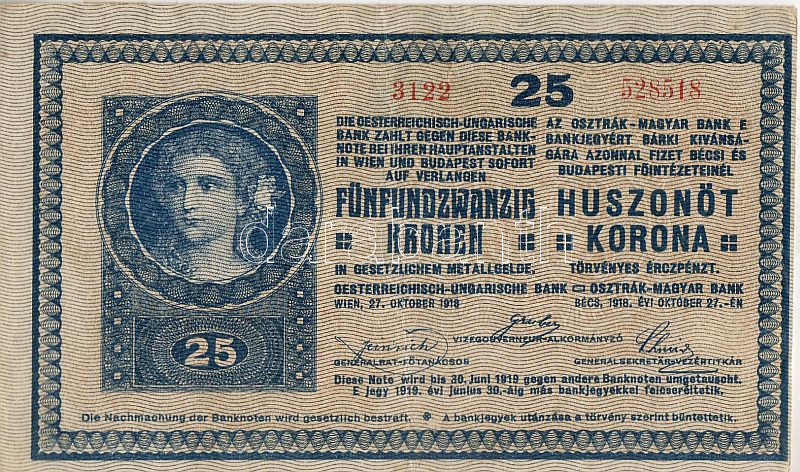 3122 25 528518
DIE OESTERREICHISCH-UNGARISCHE
BANK ZAHLT GEGEN DIESE BANK-
NOTE BEI IHREN HAUPTANSTALTEN
IN WIEN UND BUDAPEST SOFORT
AUF VERLANGEN
FÜNFUNDZWANZIG
KRONEN
IN GESETZLICHEM METALLGELDE.
OESTERREICHISCH-UNGARISCHE BANK
WIEN, 27. OKTOBER 1918
AZ OSZTRÁK-MAGYAR BANK E
BANKJEGYÉRT BÁRKI KIVÁNSÁ-
GÁRA AZONNAL FIZET BÉCSI ÉS
BUDAPESTI FŐINTÉZETEINÉL
HUSZONÖT
KORONA
TÖRVÉNYES ÉRCZPÉNZT.
OSZTRÁK-MAGYAR BANK
BÉCS, 1918. ÉVI OKTÓBER 27.-ÉN
25
VIZEGOUVERNEUR-ALKORMÁNYZÓ
GENERALRAT-FŐTANÁCSOS
GENERALSEKRETÄR-VEZÉRTITKÁR
Diese Note wird bis 30. Juni 1919 gegen andere Banknoten umgetauscht.
E jegy 1919. évi junius 30.-áig más bankjegyekkel felcseréltetik.
Die Nachmachung der Banknoten wird gesetzlich bestraft. A bankjegyek utánzása a törvény szerint büntettetik.
darabanth